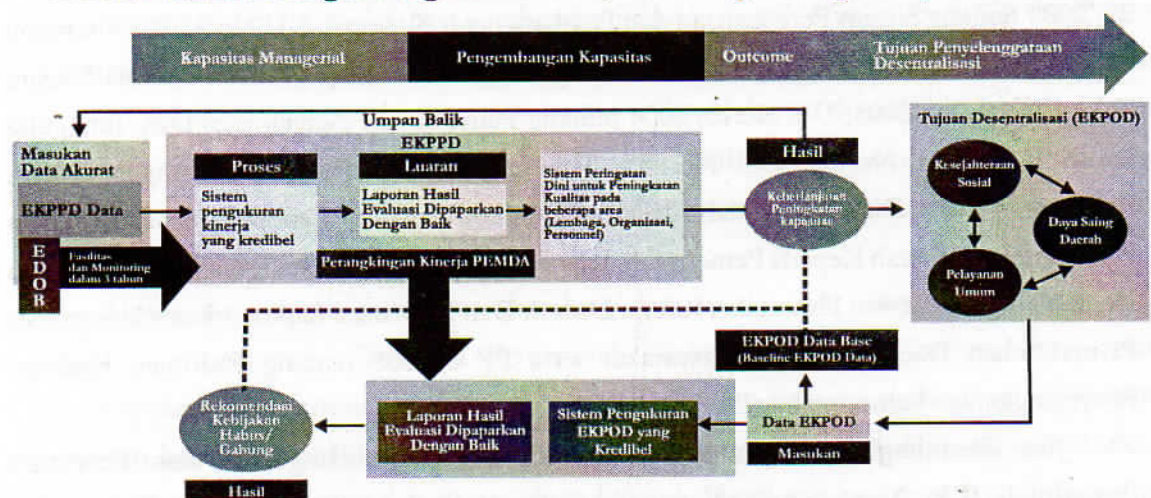 Kapasitas Managerial
Pengembangan Kapasitas
Outcome
Tujuan Penyelenggaraan
Desentralisasi
Umpan Balik
EKPPD
Masukan
Data Akurat
EKPPD Data
EDOB
Fasilitas
dan Monitoring
dalam 3 tahun
Proses
Sistem
pengukuran
kinerja
yang kredibel
Luaran
Laporan Hasil
Evaluasi Dipaparkan
Dengan Baik
Sistem Peringatan
Dini untuk Peningkatan
Kualitas pada
beberapa area
(Lembaga, Organisasi,
Personnel)
Perangkingan Kinerja PEMDA
Hasil
Keberlanjutan
Peningkatan
kapasitas
Tujuan Desentralisasi (EKPOD)
Kesejahteraan
Sosial
Daya Saing
Daerah
Pelayanan
Umum
EKPOD Data Base
(Baseline EKPOD Data)
Data EKPOD
Masukan
Sistem Pengukuran
EKPOD yang
Kredibel
Laporan Hasil
Evaluasi Dipaparkan
Dengan Baik
Rekomendasi
Kebijakan
Gabung
Hasil